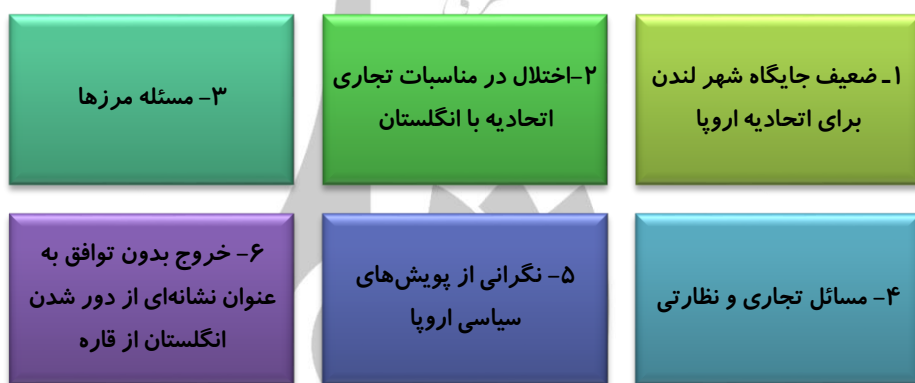 ۱ـ ضعیف جایگاه شهر لندن
برای اتحادیه اروپا
۲–اختلال در مناسبات تجاری
اتحادیه با انگلستان
۳– مسئله مرزها
۴– مسائل تجاری و نظارتی
۵– نگرانی از پویش‌های
سیاسی اروپا
۶– خروج بدون توافق به
عنوان نشانه‌ای از دور شدن
انگلستان از قاره